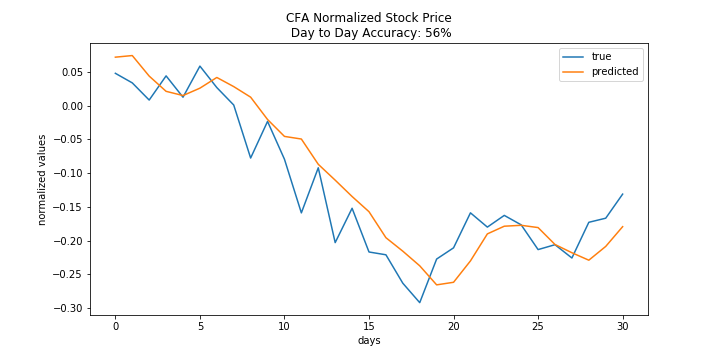 CFA Normalized Stock Price
Day to Day Accuracy: 56%
true
predicted
normalized values
0.05
0.00
−0.05
−0.10
−0.15
−0.20
−0.25
−0.30
0 5 10 15 20 25 30
days